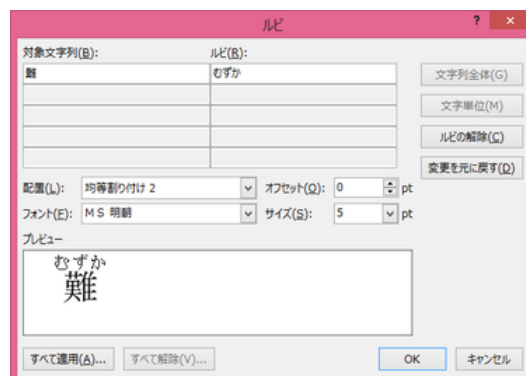 ルビ
? ×
対象文字列(B): ルビ(R):
難 むずか
文字列全体(G)
文字単位(M)
ルビの解除(C)
変更を元に戻す(D)
配置(L): 均等割り付け 2 オフセット(O): 0 pt
フォント(F): MS 明朝 サイズ(S): 5 pt
プレビュー
むずか
難
すべて適用(A)... すべて解除(V)... OK キャンセル